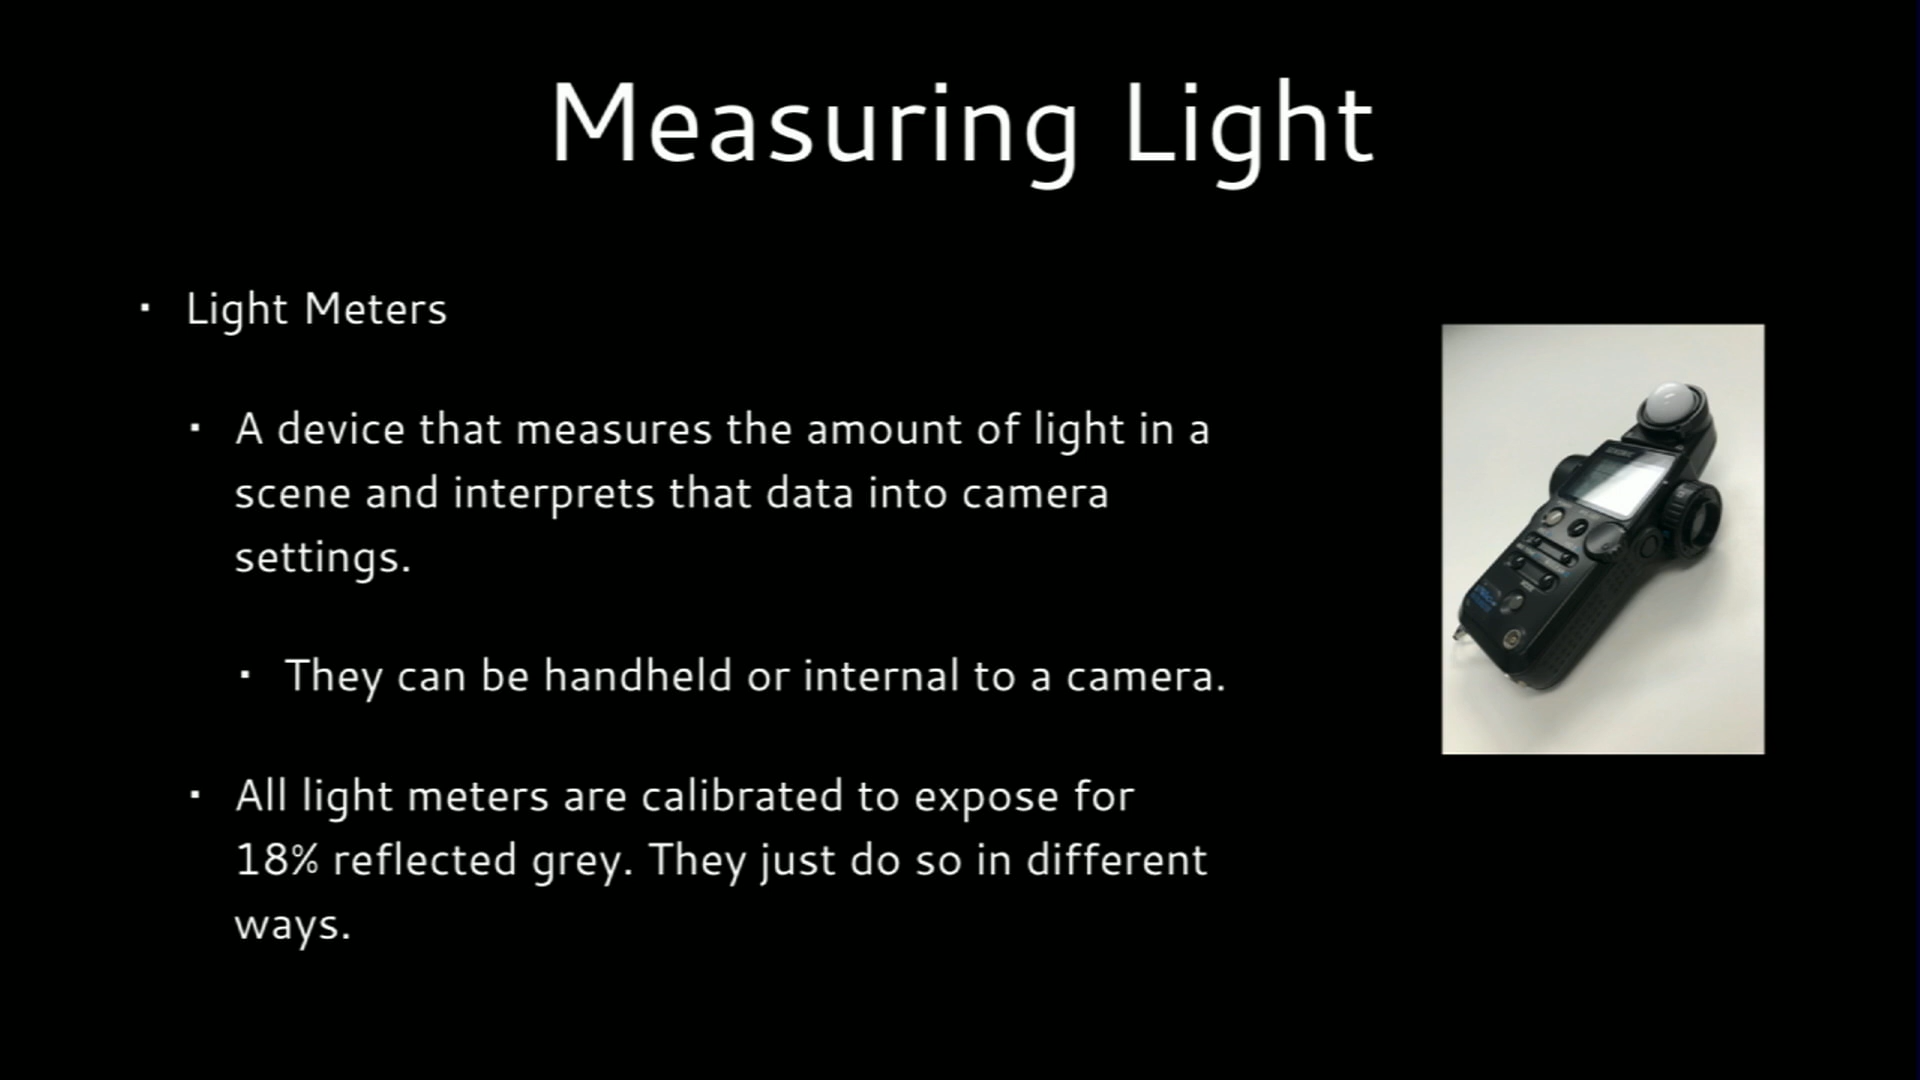 Measuring Light
▪ Light Meters
▪ A device that measures the amount of light in a
scene and interprets that data into camera
settings.
▪ They can be handheld or internal to a camera.
▪ All light meters are calibrated to expose for
18% reflected grey. They just do so in different
ways.